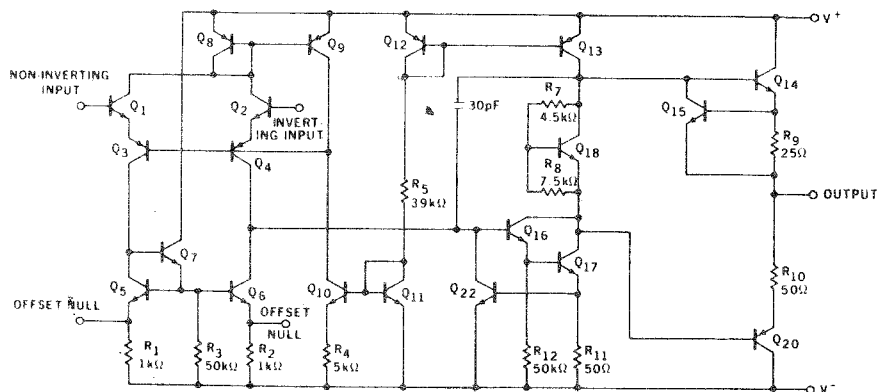 V+
Q8
Q9
Q12
Q13
Q14
NON-INVERTING
INPUT
Q1
Q2
INVERT-
ING INPUT
30pF
R7
4.5kΩ
Q15
Q18
R9
25Ω
Q3
Q4
R8
7.5kΩ
R5
39kΩ
OUTPUT
Q7
Q16
Q17
R10
50Ω
Q5
Q6
Q10
Q11
Q22
OFFSET NULL
OFFSET
NULL
Q20
R1
1kΩ
R3
50kΩ
R2
1kΩ
R4
5kΩ
R12
50kΩ
R11
50Ω
V-